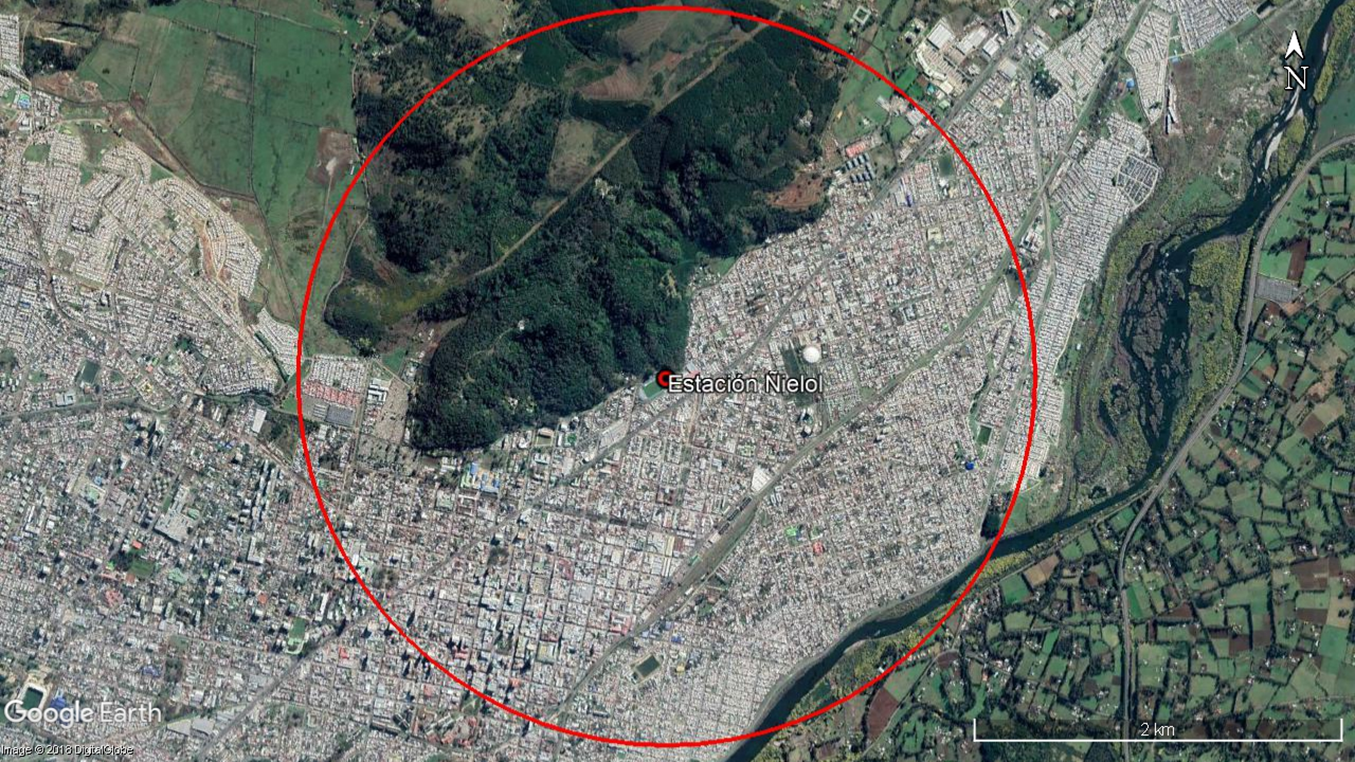 N
Estación Ñielol
Google Earth
2 km
Image © 2018 DigitalGlobe